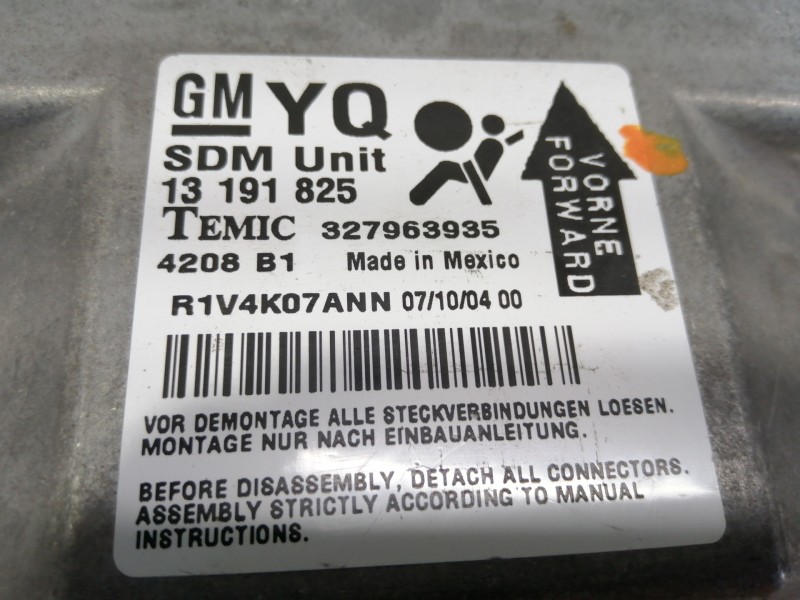 GM YQ
SDM Unit
13 191 825
TEMIC 327963935
4208 B1 Made in Mexico
R1V4K07ANN 07/10/04 00
VORNE
FORWARD
VOR DEMONTAGE ALLE STECKVERBINDUNGEN LOESEN.
MONTAGE NUR NACH EINBAUANLEITUNG.
BEFORE DISASSEMBLY, DETACH ALL CONNECTORS.
ASSEMBLY STRICTLY ACCORDING TO MANUAL
INSTRUCTIONS.